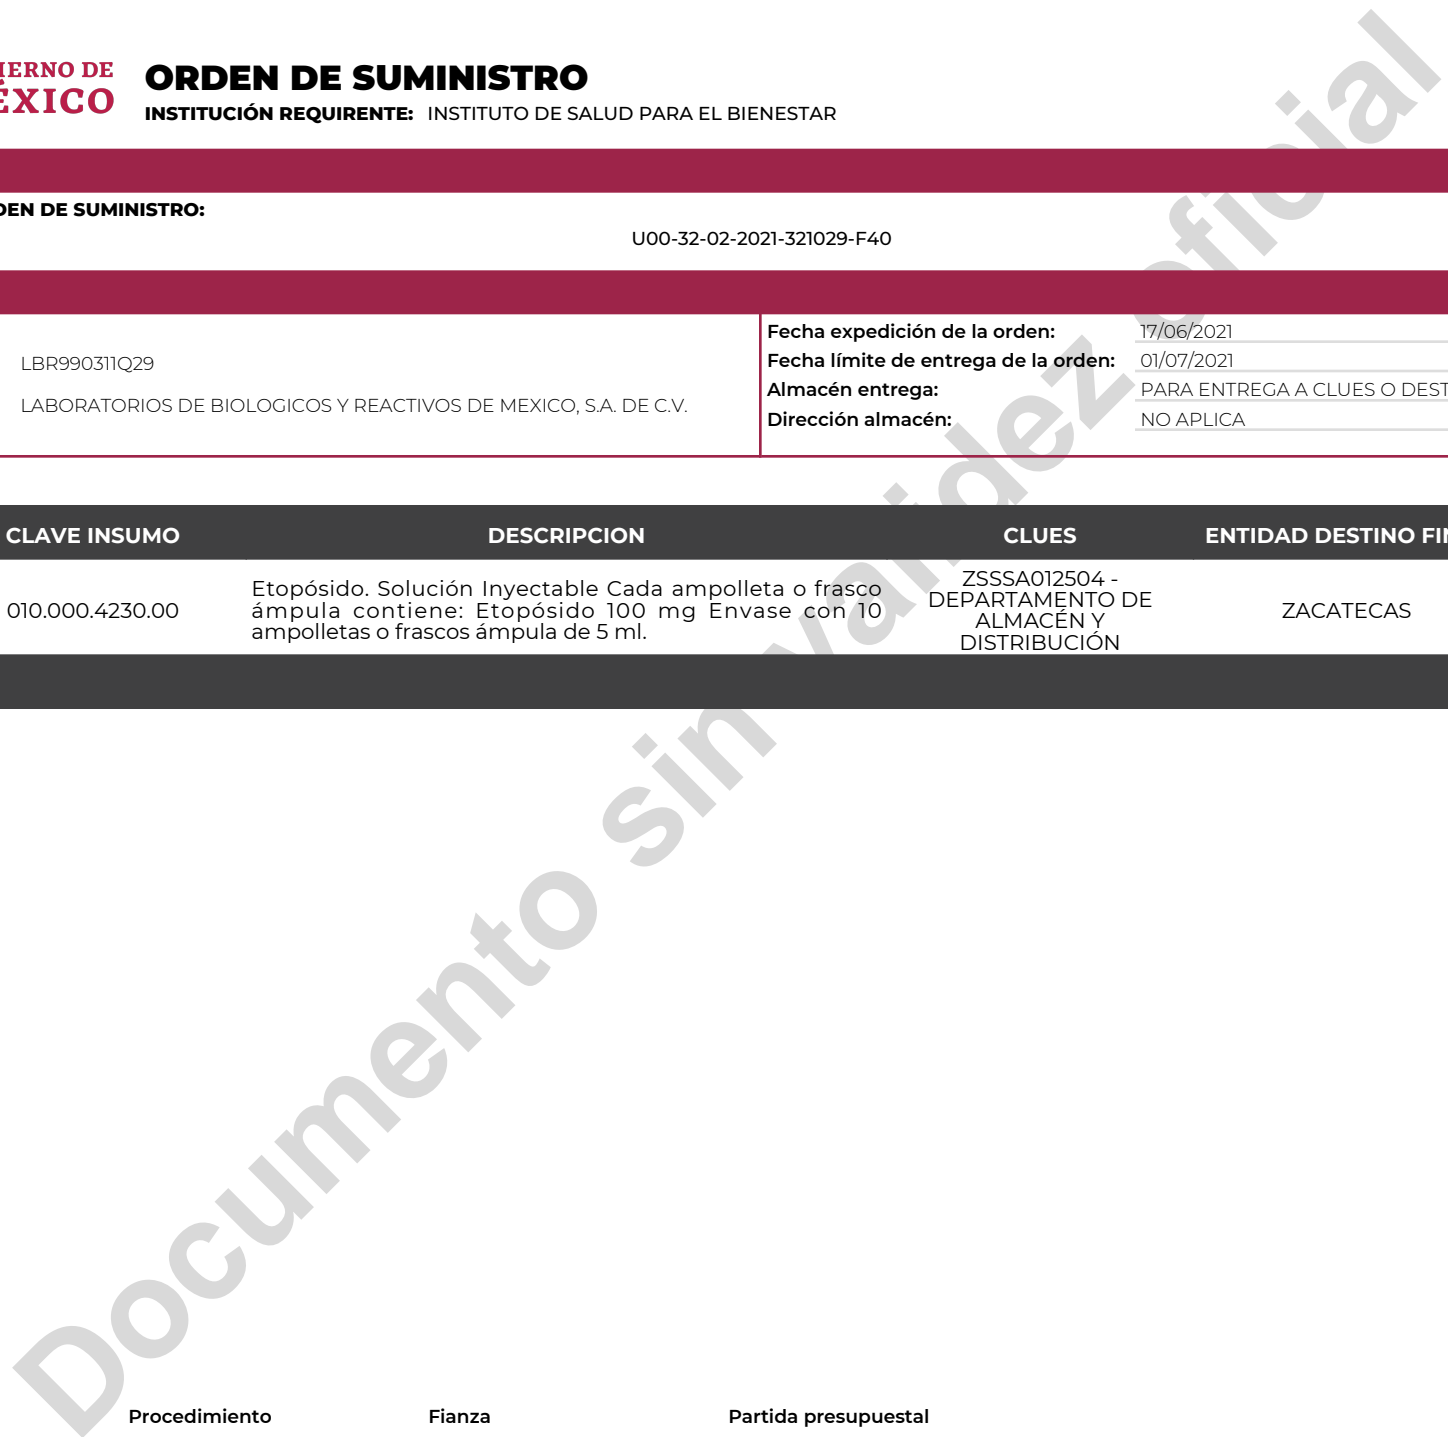 IERNO DE
ÉXICO
ORDEN DE SUMINISTRO
INSTITUCIÓN REQUIRENTE: INSTITUTO DE SALUD PARA EL BIENESTAR
DEN DE SUMINISTRO:
U00-32-02-2021-321029-F40
LBR990311Q29
LABORATORIOS DE BIOLOGICOS Y REACTIVOS DE MEXICO, S.A. DE C.V.
Fecha expedición de la orden: 17/06/2021
Fecha límite de entrega de la orden: 01/07/2021
Almacén entrega: PARA ENTREGA A CLUES O DEST
Dirección almacén: NO APLICA
CLAVE INSUMO DESCRIPCION CLUES ENTIDAD DESTINO FIN
010.000.4230.00
Etopósido. Solución Inyectable Cada ampolleta o frasco
ámpula contiene: Etopósido 100 mg Envase con 10
ampolletas o frascos ámpula de 5 ml.
ZSSSA012504 -
DEPARTAMENTO DE
ALMACÉN Y
DISTRIBUCIÓN
ZACATECAS
Documento sin validez oficial
Procedimiento Fianza Partida presupuestal